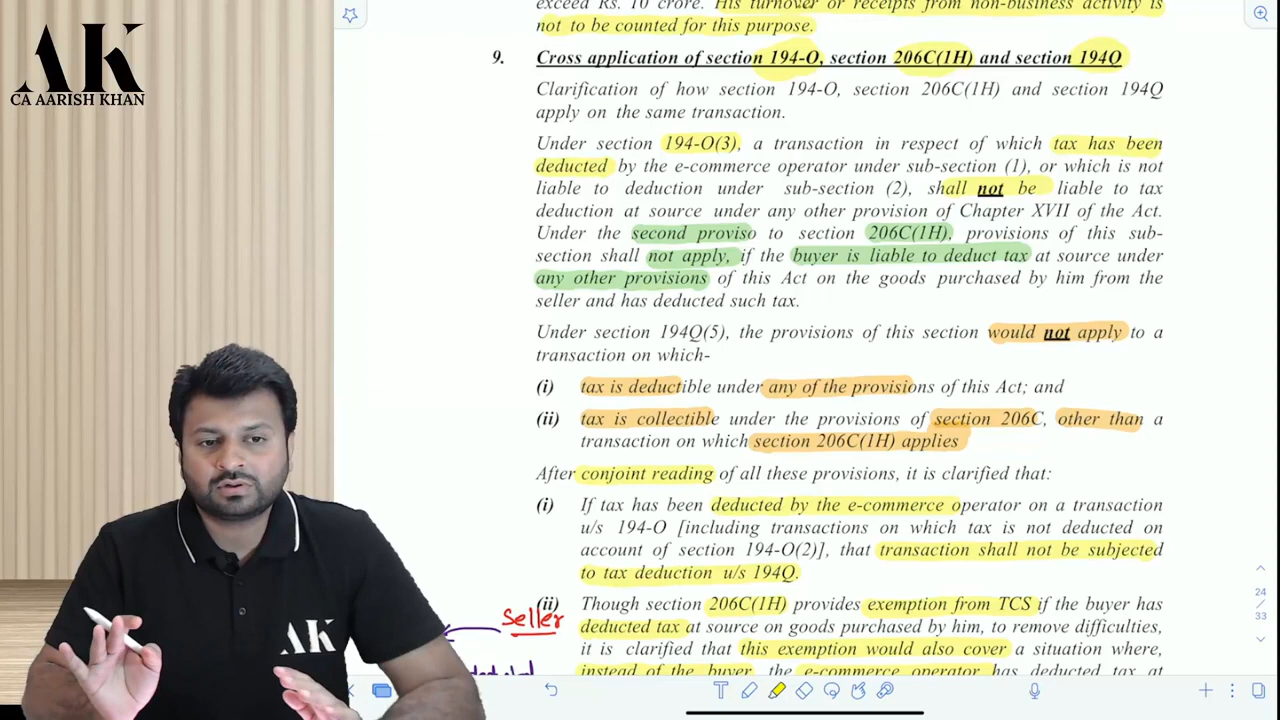 AK
CA AARISH KHAN
exceed Rs. 10 crore. His turnover or receipts from non-business activity is
not to be counted for this purpose.
9. Cross application of section 194-O, section 206C(1H) and section 194Q
Clarification of how section 194-O, section 206C(1H) and section 194Q
apply on the same transaction.
Under section 194-O(3), a transaction in respect of which tax has been
deducted by the e-commerce operator under sub-section (1), or which is not
liable to deduction under sub-section (2), shall not be liable to tax
deduction at source under any other provision of Chapter XVII of the Act.
Under the second proviso to section 206C(1H), provisions of this sub-
section shall not apply, if the buyer is liable to deduct tax at source under
any other provisions of this Act on the goods purchased by him from the
seller and has deducted such tax.
Under section 194Q(5), the provisions of this section would not apply to a
transaction on which-
(i) tax is deductible under any of the provisions of this Act; and
(ii) tax is collectible under the provisions of section 206C, other than a
transaction on which section 206C(1H) applies
After conjoint reading of all these provisions, it is clarified that:
(i) If tax has been deducted by the e-commerce operator on a transaction
u/s 194-O [including transactions on which tax is not deducted on
account of section 194-O(2)], that transaction shall not be subjected
to tax deduction u/s 194Q.
(ii) Though section 206C(1H) provides exemption from TCS if the buyer has
Seller
deducted tax at source on goods purchased by him, to remove difficulties,
it is clarified that this exemption would also cover a situation where,
instead of the buyer, the e-commerce operator has deducted tax at
AK
24
33
T